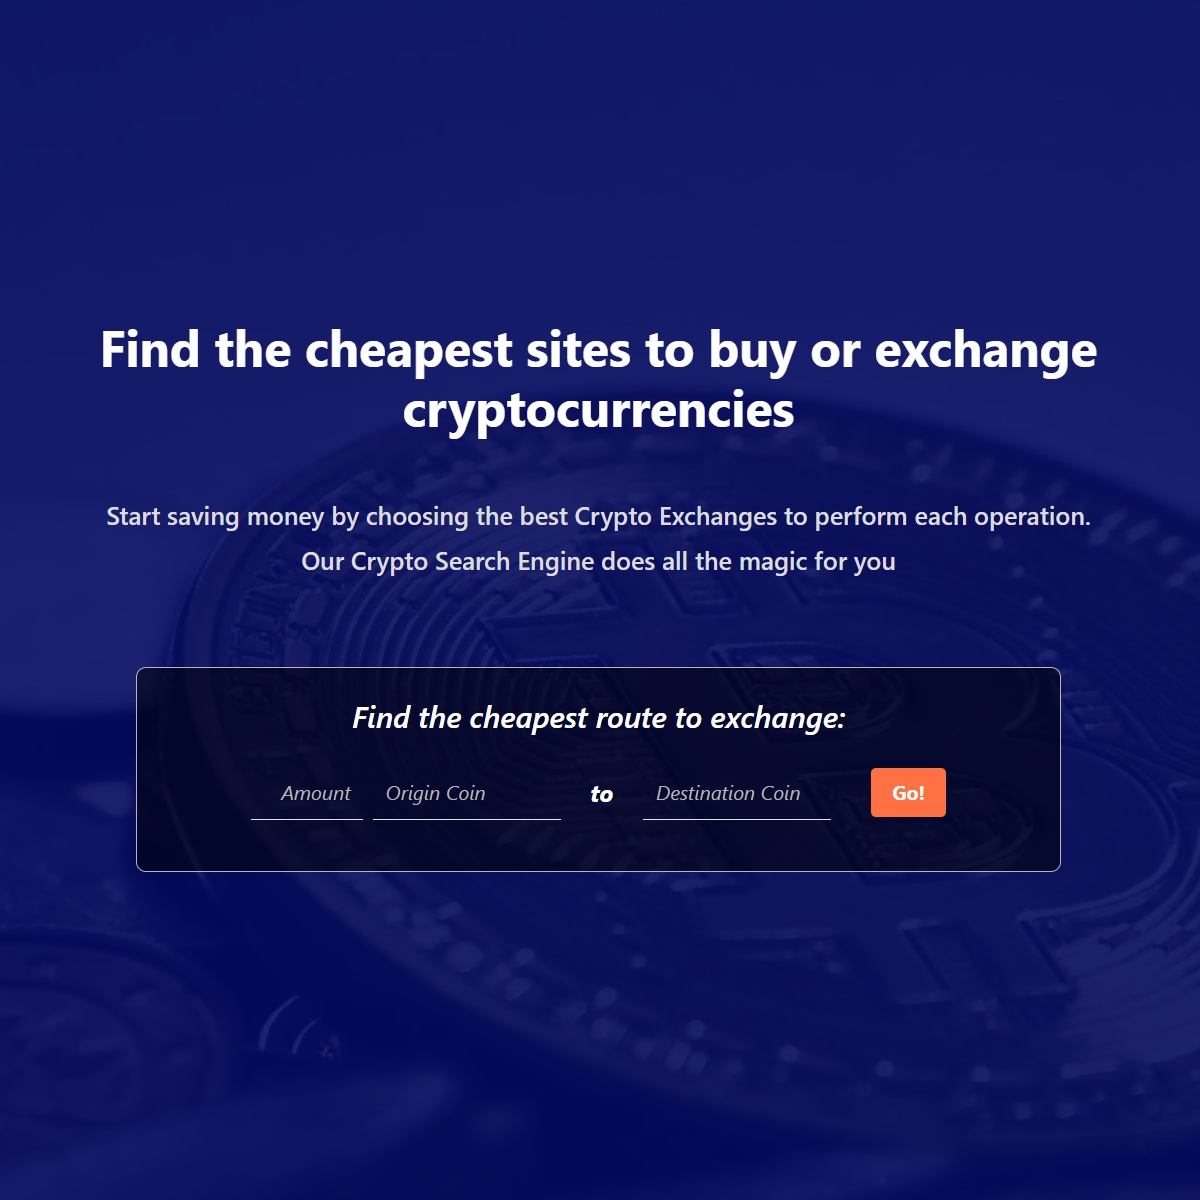 Find the cheapest sites to buy or exchange
cryptocurrencies
Start saving money by choosing the best Crypto Exchanges to perform each operation.
Our Crypto Search Engine does all the magic for you
Find the cheapest route to exchange:
Amount Origin Coin to Destination Coin Go!